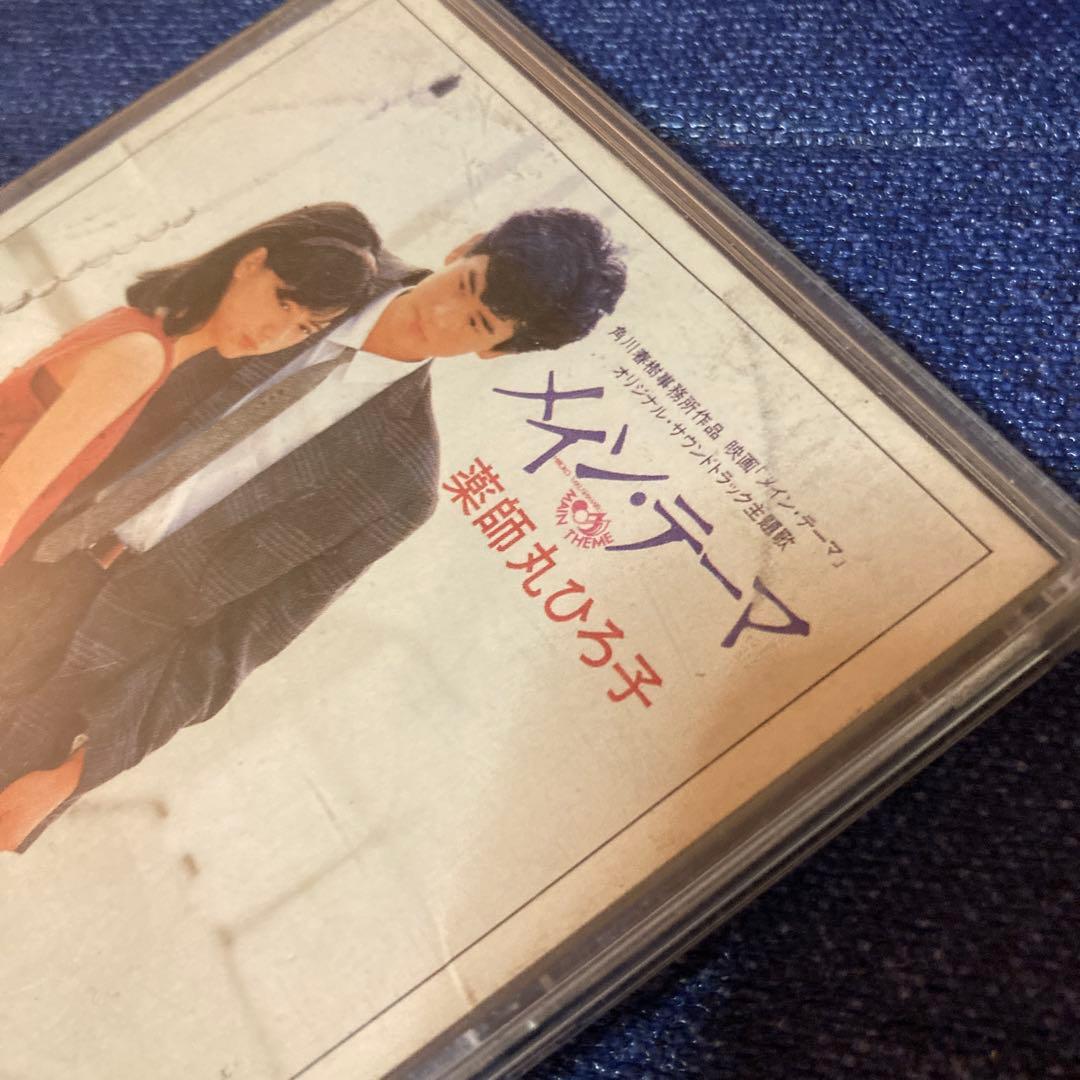 角川春樹事務所作品 映画「メイン・テーマ」
オリジナル・サウンドトラック主題歌
メイン・テーマ
MAIN THEME
薬師丸ひろ子